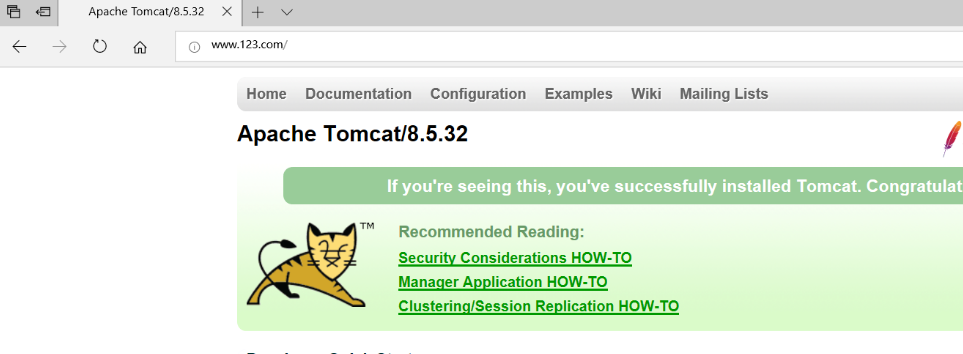 Apache Tomcat/8.5.32
www.123.com/
Home Documentation Configuration Examples Wiki Mailing Lists
Apache Tomcat/8.5.32
If you're seeing this, you've successfully installed Tomcat. Congratulat
TM
Recommended Reading:
Security Considerations HOW-TO
Manager Application HOW-TO
Clustering/Session Replication HOW-TO